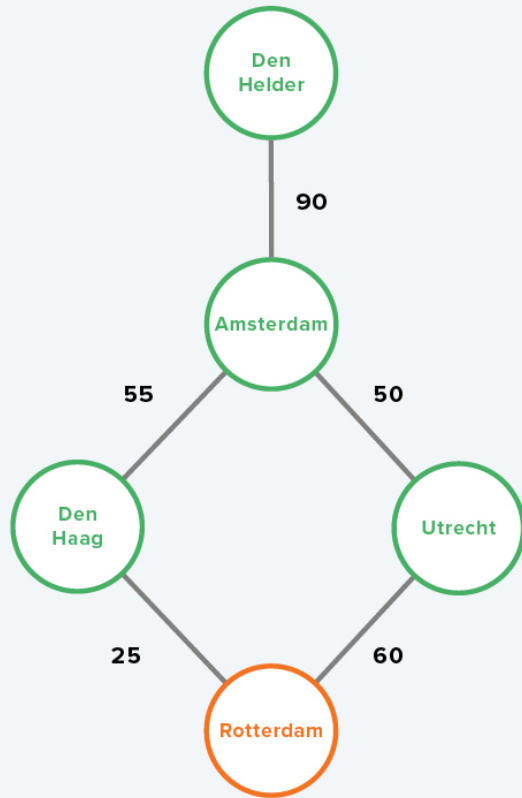 Den
Helder
90
Amsterdam
55
50
Den
Haag
Utrecht
25
60
Rotterdam